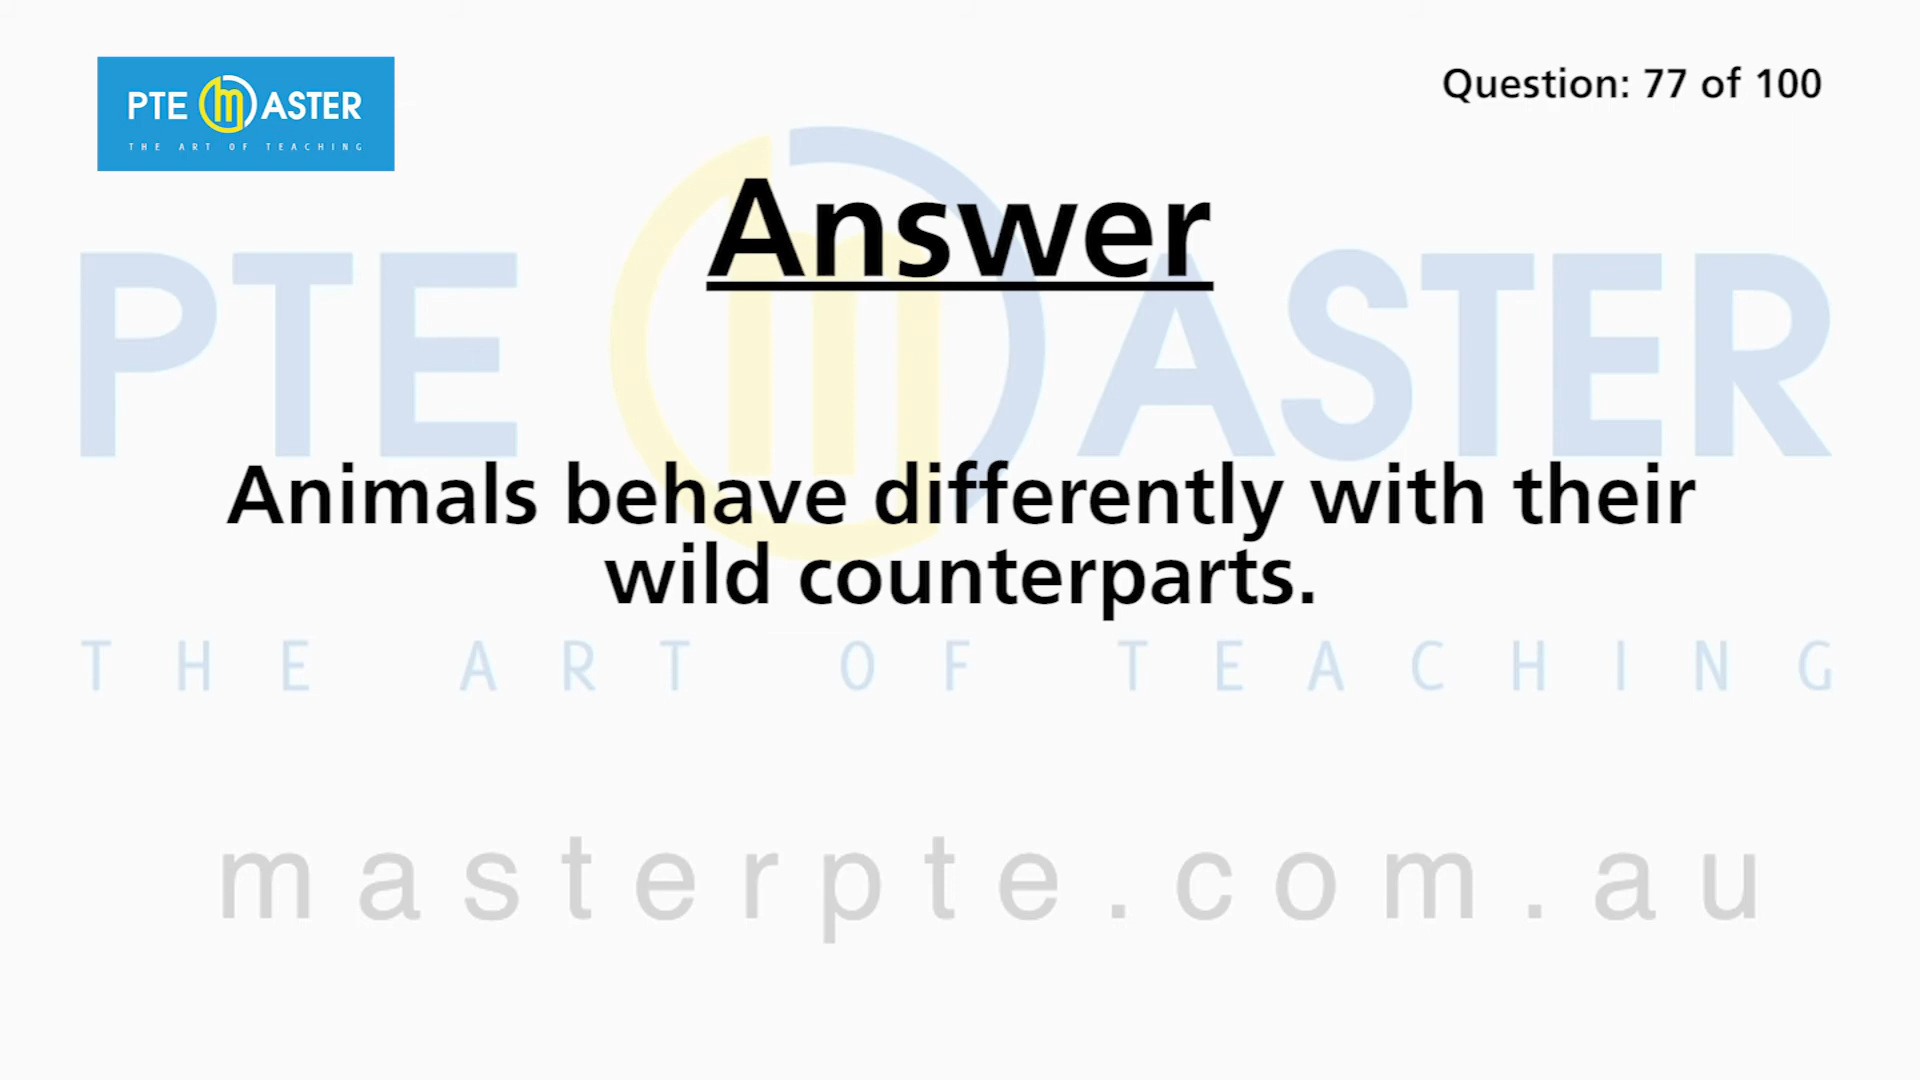 PTE MASTER
THE ART OF TEACHING
Question: 77 of 100
Answer
PTE MASTER
Animals behave differently with their
wild counterparts.
THE ART OF TEACHING
masterpte.com.au